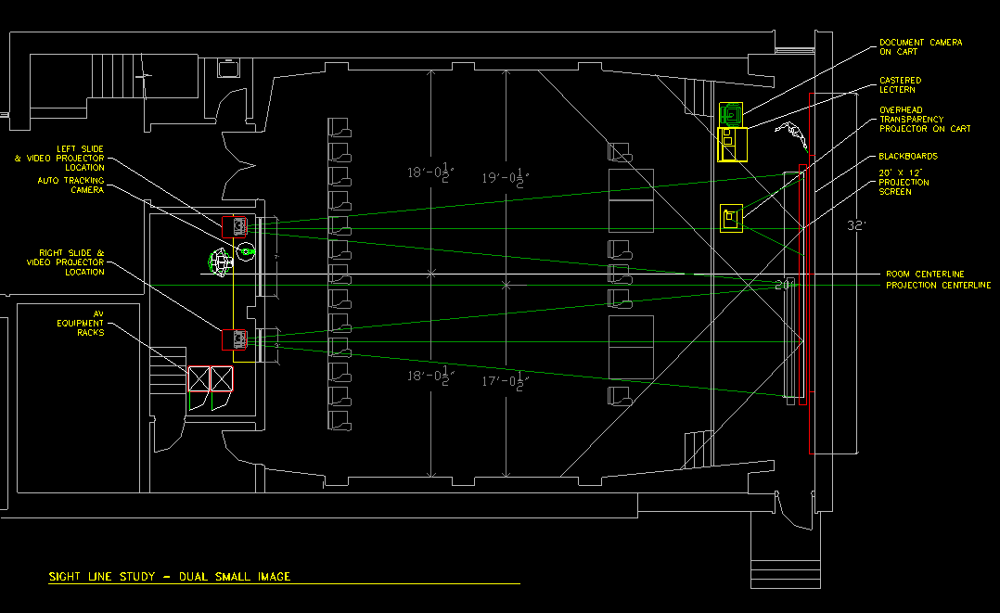 DOCUMENT CAMERA
ON CART
CASTERED
LECTERN
OVERHEAD
TRANSPARENCY
PROJECTOR ON CART
BLACKBOARDS
20' X 12'
PROJECTION
SCREEN
32'
ROOM CENTERLINE
PROJECTION CENTERLINE
LEFT SLIDE
& VIDEO PROJECTOR
LOCATION
AUTO TRACKING
CAMERA
RIGHT SLIDE &
VIDEO PROJECTOR
LOCATION
AV
EQUIPMENT
RACKS
18'-0½"
19'-0½"
18'-0½"
17'-0½"
7'
SIGHT LINE STUDY - DUAL SMALL IMAGE